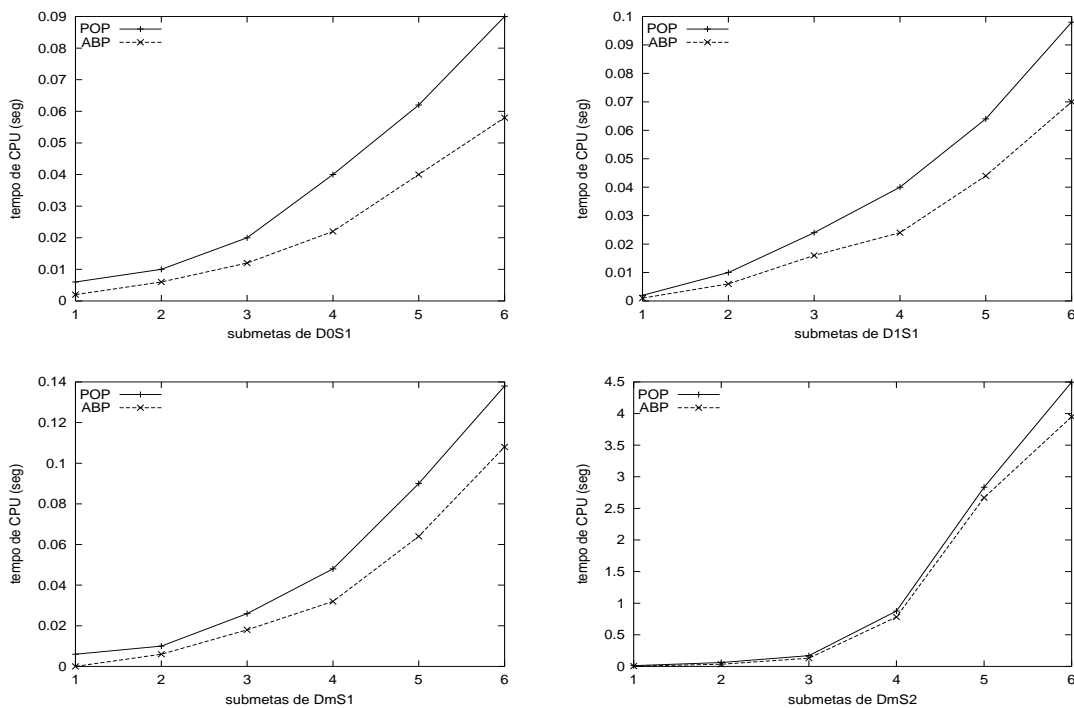 0.09
0.08
0.07
0.06
0.05
0.04
0.03
0.02
0.01
0
POP
ABP
tempo de CPU (seg)
1 2 3 4 5 6
submetas de D0S1
0.1
0.09
0.08
0.07
0.06
0.05
0.04
0.03
0.02
0.01
0
POP
ABP
tempo de CPU (seg)
1 2 3 4 5 6
submetas de D1S1
0.14
0.12
0.1
0.08
0.06
0.04
0.02
0
POP
ABP
tempo de CPU (seg)
1 2 3 4 5 6
submetas de DmS1
4.5
4
3.5
3
2.5
2
1.5
1
0.5
0
POP
ABP
tempo de CPU (seg)
1 2 3 4 5 6
submetas de DmS2